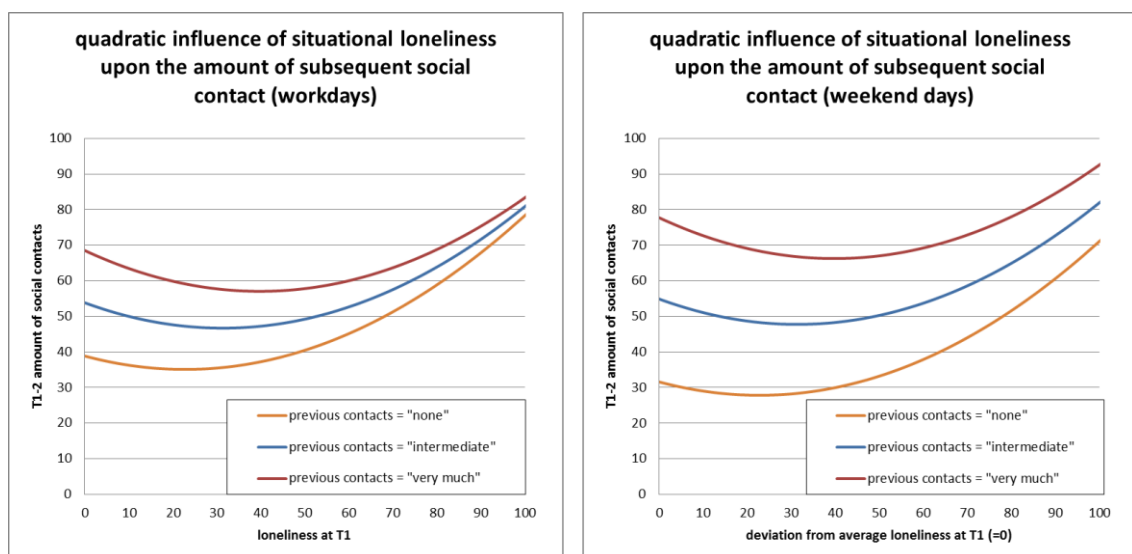 quadratic influence of situational loneliness
upon the amount of subsequent social
contact (workdays)
100
90
80
70
60
50
40
30
20
10
0
T1-2 amount of social contacts
previous contacts = "none"
previous contacts = "intermediate"
previous contacts = "very much"
0 10 20 30 40 50 60 70 80 90 100
loneliness at T1
quadratic influence of situational loneliness
upon the amount of subsequent social
contact (weekend days)
100
90
80
70
60
50
40
30
20
10
0
T1-2 amount of social contacts
previous contacts = "none"
previous contacts = "intermediate"
previous contacts = "very much"
0 10 20 30 40 50 60 70 80 90 100
deviation from average loneliness at T1 (=0)